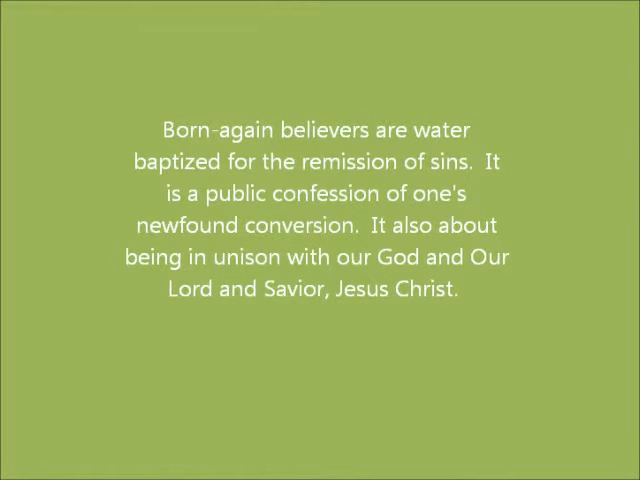 Born-again believers are water
baptized for the remission of sins.  It
is a public confession of one's
newfound conversion.  It also about
being in unison with our God and Our
Lord and Savior, Jesus Christ.